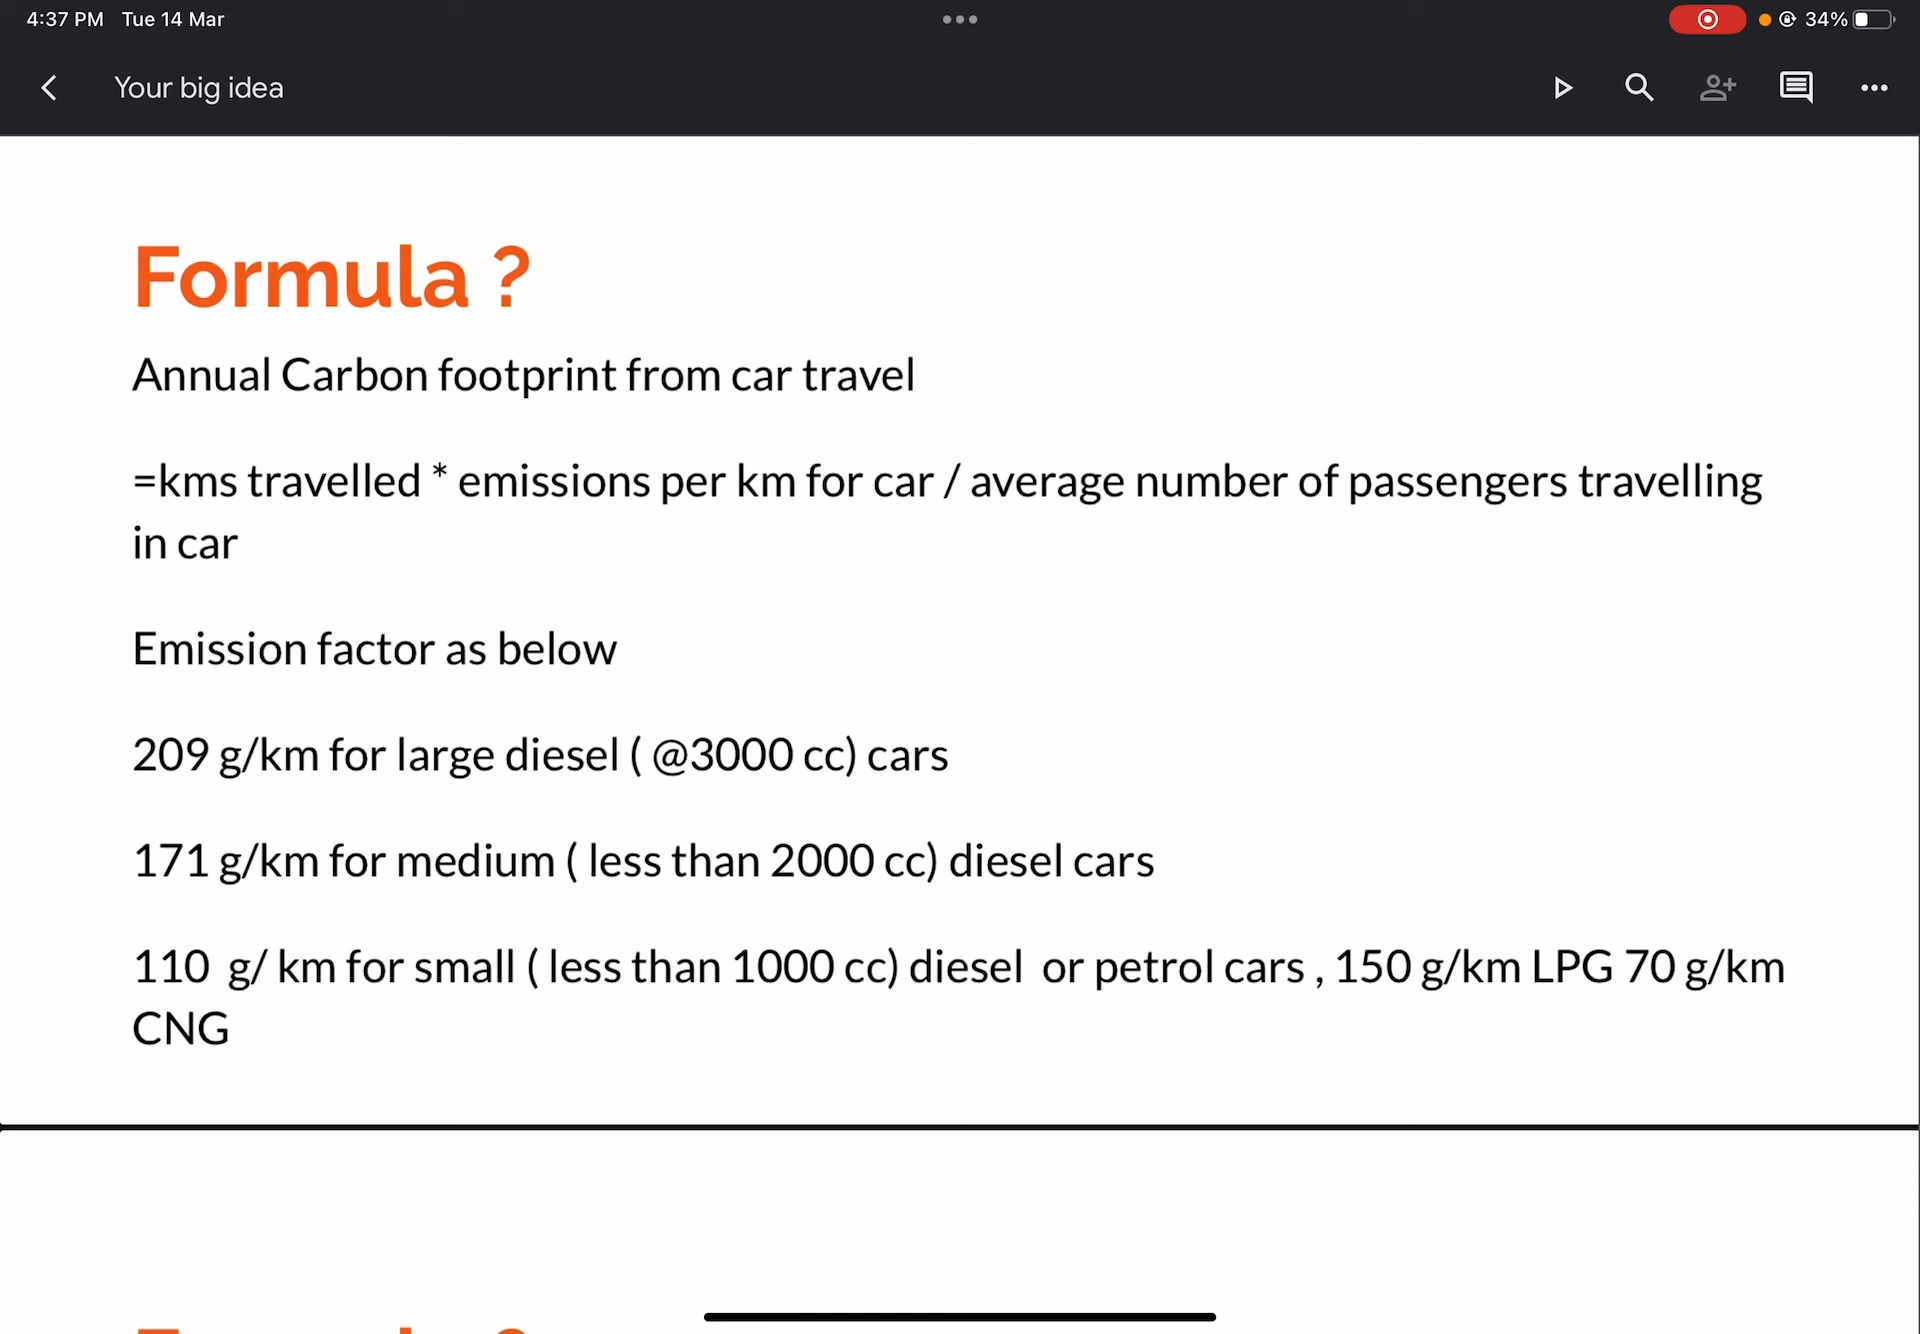 4:37 PM Tue 14 Mar
34%
Your big idea
Formula ?
Annual Carbon footprint from car travel
=kms travelled * emissions per km for car / average number of passengers travelling
in car
Emission factor as below
209 g/km for large diesel ( @3000 cc) cars
171 g/km for medium ( less than 2000 cc) diesel cars
110 g/ km for small ( less than 1000 cc) diesel or petrol cars , 150 g/km LPG 70 g/km
CNG